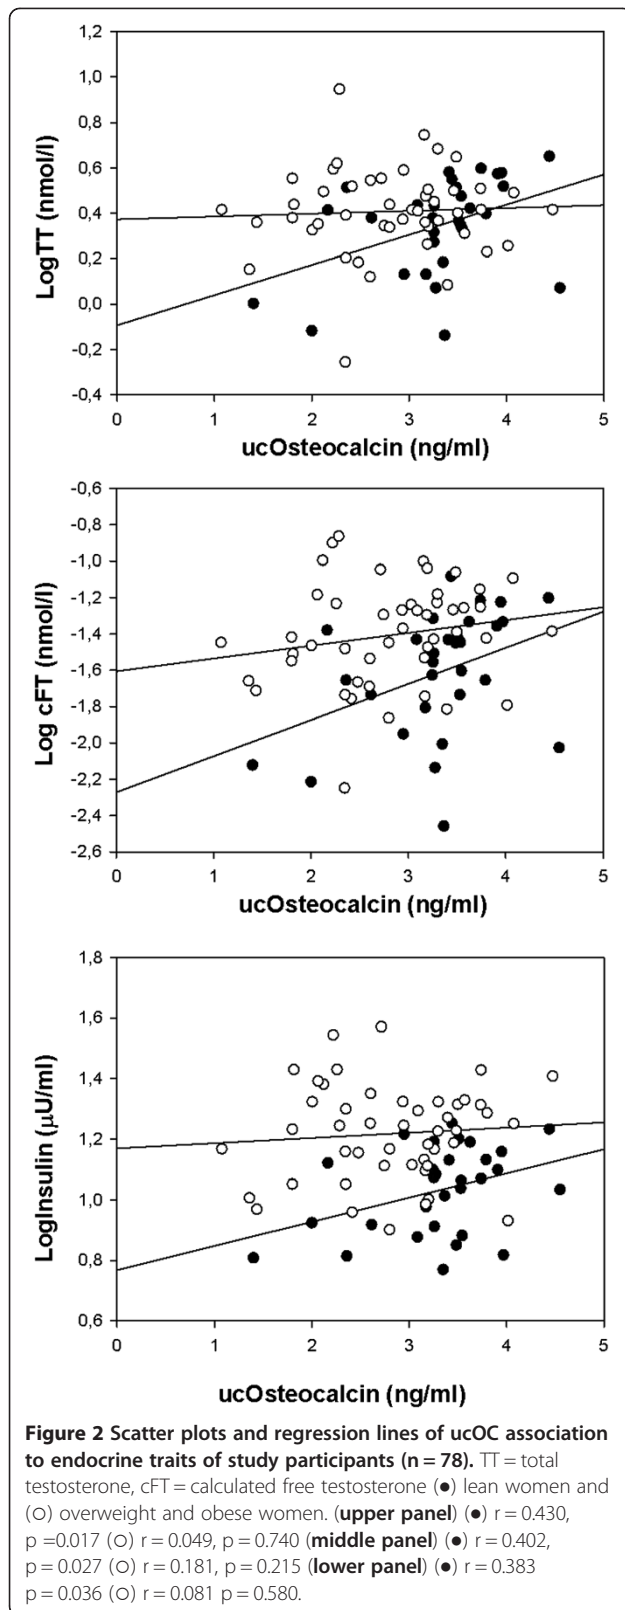 1,2
1,0
0,8
0,6
0,4
0,2
0,0
-0,2
-0,4
LogTT (nmol/l)
0 1 2 3 4 5
ucOsteocalcin (ng/ml)
-0,6
-0,8
-1,0
-1,2
-1,4
-1,6
-1,8
-2,0
-2,2
-2,4
-2,6
Log cFT (nmol/l)
0 1 2 3 4 5
ucOsteocalcin (ng/ml)
1,8
1,6
1,4
1,2
1,0
0,8
0,6
LogInsulin (μU/ml)
0 1 2 3 4 5
ucOsteocalcin (ng/ml)
Figure 2 Scatter plots and regression lines of ucOC association
to endocrine traits of study participants (n = 78). TT = total
testosterone, cFT = calculated free testosterone (●) lean women and
(○) overweight and obese women. (upper panel) (●) r = 0.430,
p =0.017 (○) r = 0.049, p = 0.740 (middle panel) (●) r = 0.402,
p = 0.027 (○) r = 0.181, p = 0.215 (lower panel) (●) r = 0.383
p = 0.036 (○) r = 0.081 p = 0.580.